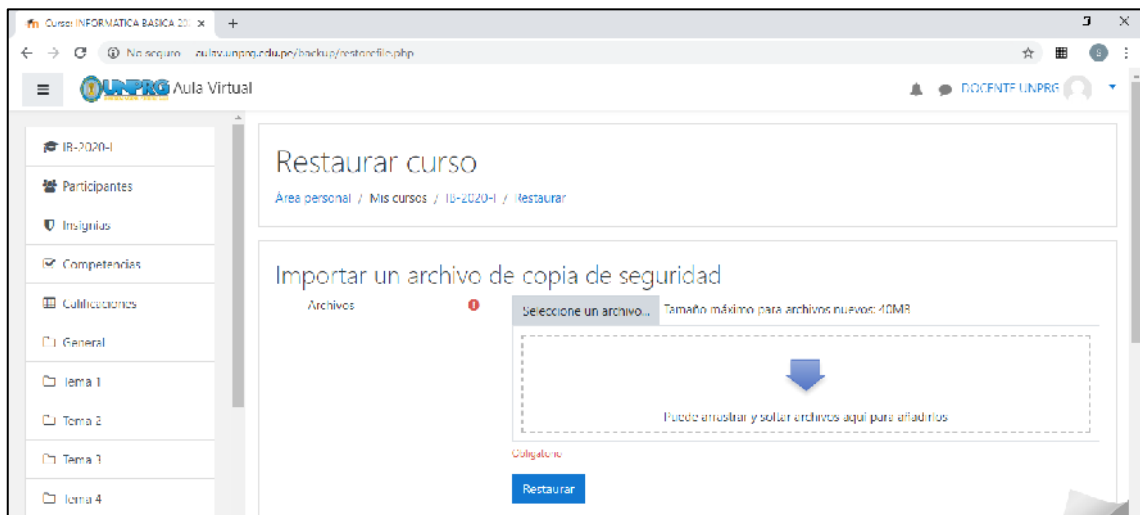 Curso: INFORMATICA BASICA 20
No seguro aulav.unprg.edu.pe/backup/restorefile.php
S
UNPRG Aula Virtual
DOCENTE UNPRG
IB-2020-I
Participantes
Insignias
Competencias
Calificaciones
General
Tema 1
Tema 2
Tema 3
Tema 4
Restaurar curso
Área personal / Mis cursos / IB-2020-I / Restaurar
Importar un archivo de copia de seguridad
Archivos
Seleccione un archivo... Tamaño máximo para archivos nuevos: 40MB
Puede arrastrar y soltar archivos aquí para añadirlos
Obligatorio
Restaurar